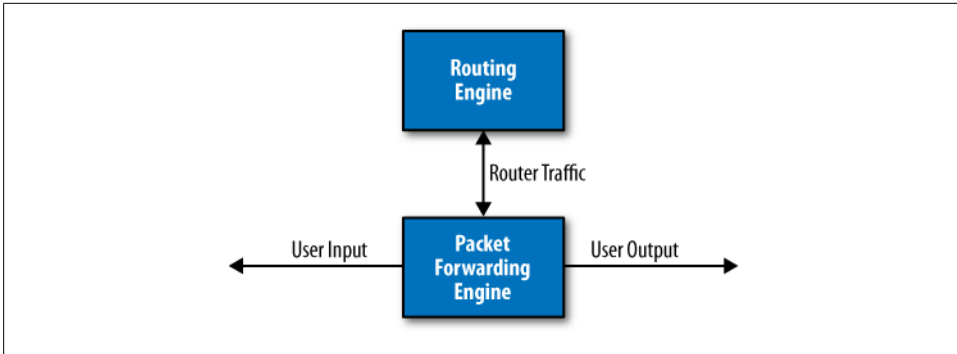 Routing
Engine
Router Traffic
User Input
Packet
Forwarding
Engine
User Output